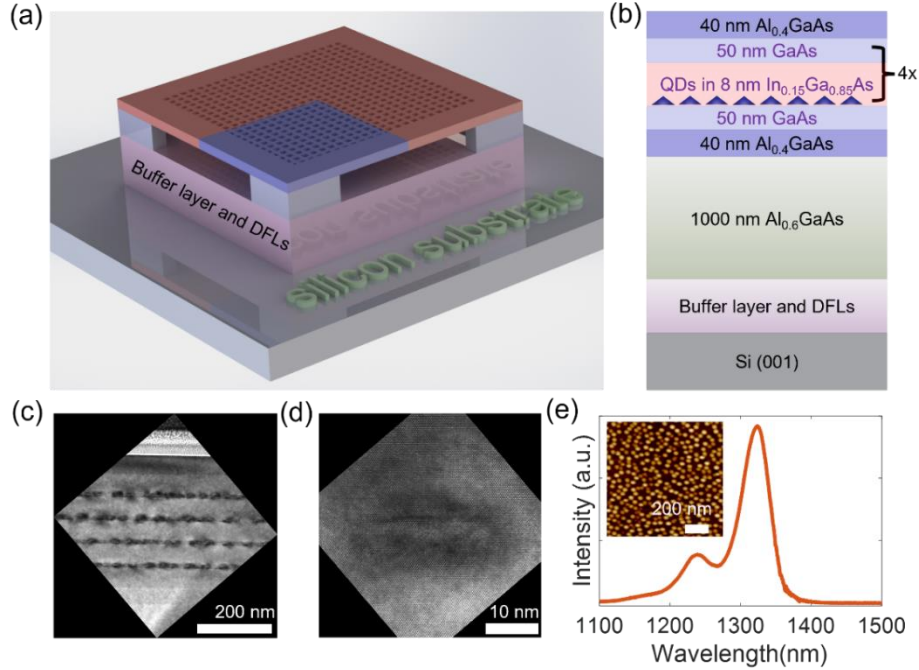 (a)
Buffer layer and DFLs
silicon substrate
(b)
40 nm Al0.4GaAs
50 nm GaAs
4x
QDs in 8 nm In0.15Ga0.85As
50 nm GaAs
40 nm Al0.4GaAs
1000 nm Al0.6GaAs
Buffer layer and DFLs
Si (001)
(c)
200 nm
(d)
10 nm
(e)
Intensity (a.u.)
200 nm
1100 1200 1300 1400 1500
Wavelength(nm)